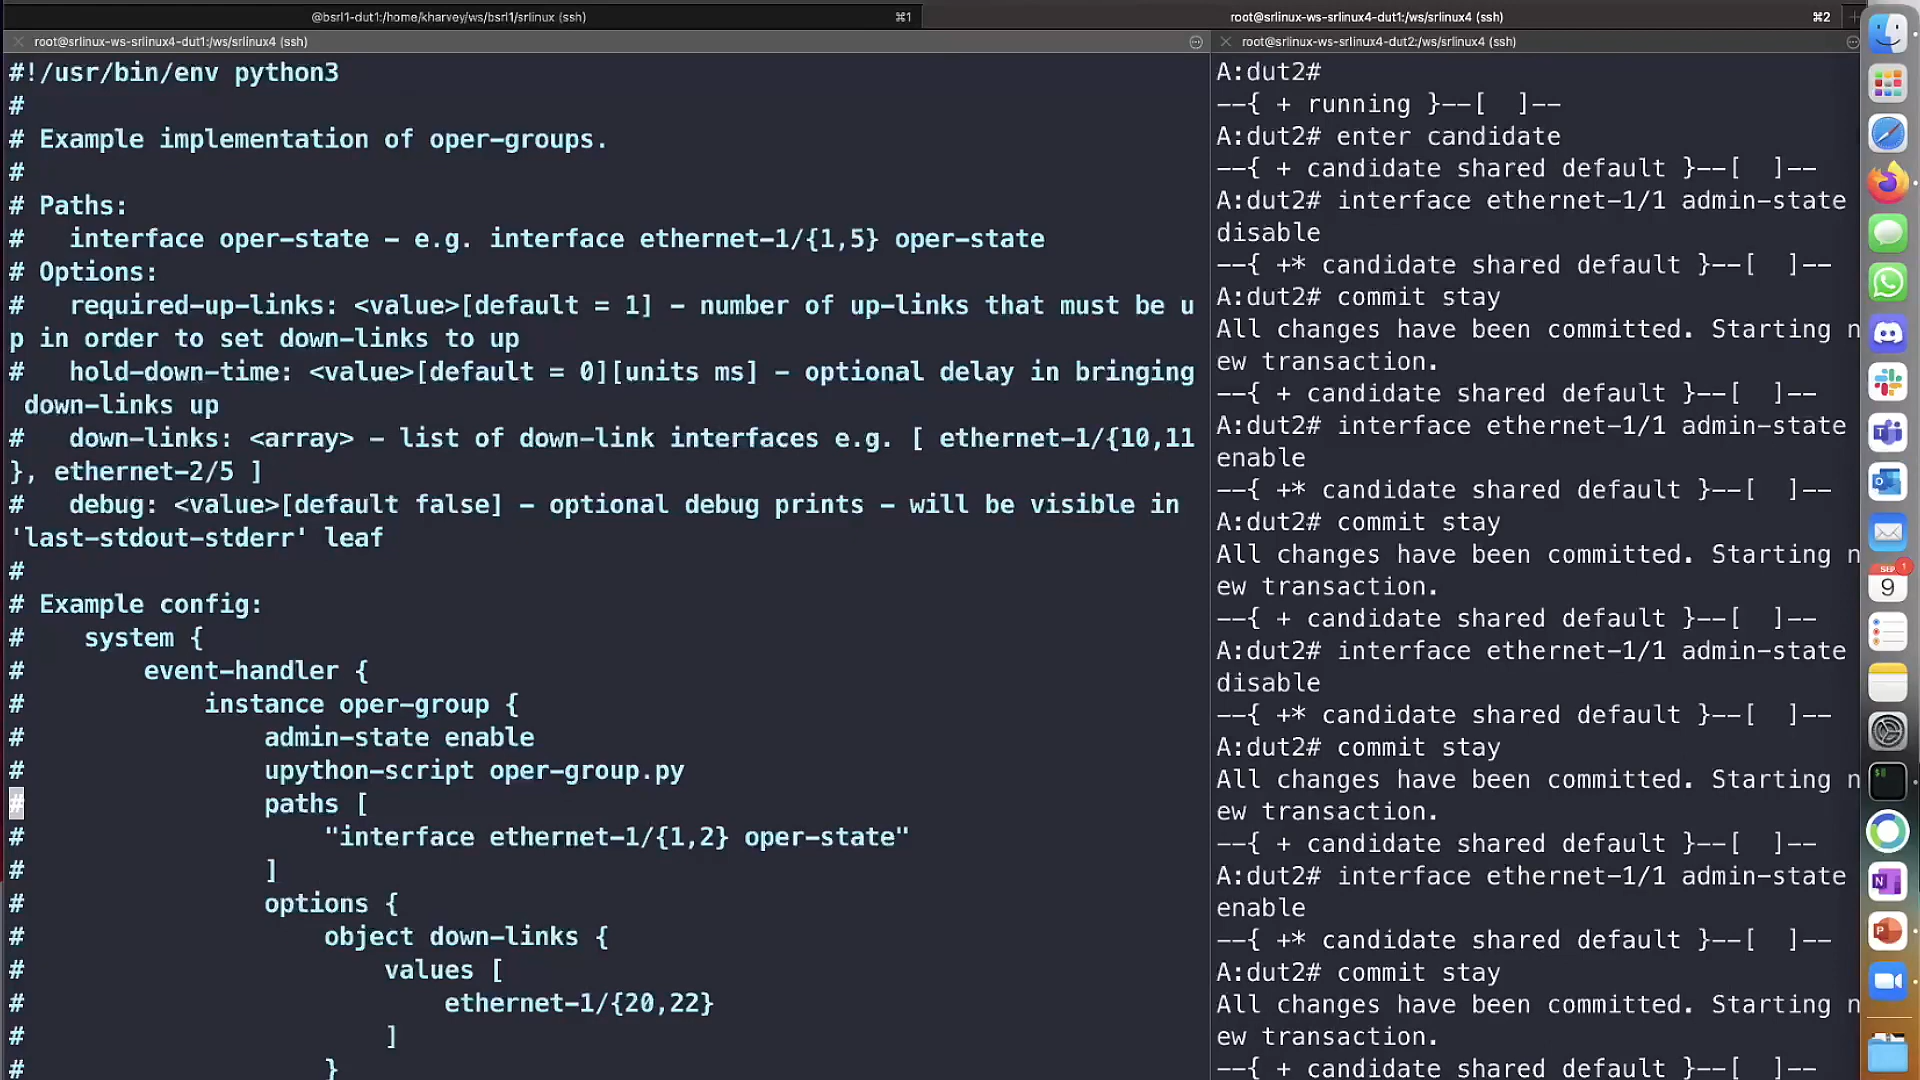 @bsrl1-dut1:/home/kharvey/ws/bsrl1/srlinux (ssh)
⌘1
root@srlinux-ws-srlinux4-dut1:/ws/srlinux4 (ssh)
⌘2
root@srlinux-ws-srlinux4-dut1:/ws/srlinux4 (ssh)
root@srlinux-ws-srlinux4-dut2:/ws/srlinux4 (ssh)
#!/usr/bin/env python3
#
# Example implementation of oper-groups.
#
# Paths:
#   interface oper-state - e.g. interface ethernet-1/{1,5} oper-state
# Options:
#   required-up-links: <value>[default = 1] - number of up-links that must be u
p in order to set down-links to up
#   hold-down-time: <value>[default = 0][units ms] - optional delay in bringing
 down-links up
#   down-links: <array> - list of down-link interfaces e.g. [ ethernet-1/{10,11
}, ethernet-2/5 ]
#   debug: <value>[default false] - optional debug prints - will be visible in
'last-stdout-stderr' leaf
#
# Example config:
#    system {
#        event-handler {
#            instance oper-group {
#                admin-state enable
#                upython-script oper-group.py
#                paths [
#                    "interface ethernet-1/{1,2} oper-state"
#                ]
#                options {
#                    object down-links {
#                        values [
#                            ethernet-1/{20,22}
#                        ]
#                    }
A:dut2#
--{ + running }--[  ]--
A:dut2# enter candidate
--{ + candidate shared default }--[  ]--
A:dut2# interface ethernet-1/1 admin-state
disable
--{ +* candidate shared default }--[  ]--
A:dut2# commit stay
All changes have been committed. Starting n
ew transaction.
--{ + candidate shared default }--[  ]--
A:dut2# interface ethernet-1/1 admin-state
enable
--{ +* candidate shared default }--[  ]--
A:dut2# commit stay
All changes have been committed. Starting n
ew transaction.
--{ + candidate shared default }--[  ]--
A:dut2# interface ethernet-1/1 admin-state
disable
--{ +* candidate shared default }--[  ]--
A:dut2# commit stay
All changes have been committed. Starting n
ew transaction.
--{ + candidate shared default }--[  ]--
A:dut2# interface ethernet-1/1 admin-state
enable
--{ +* candidate shared default }--[  ]--
A:dut2# commit stay
All changes have been committed. Starting n
ew transaction.
--{ + candidate shared default }--[  ]--
SEP
1
9